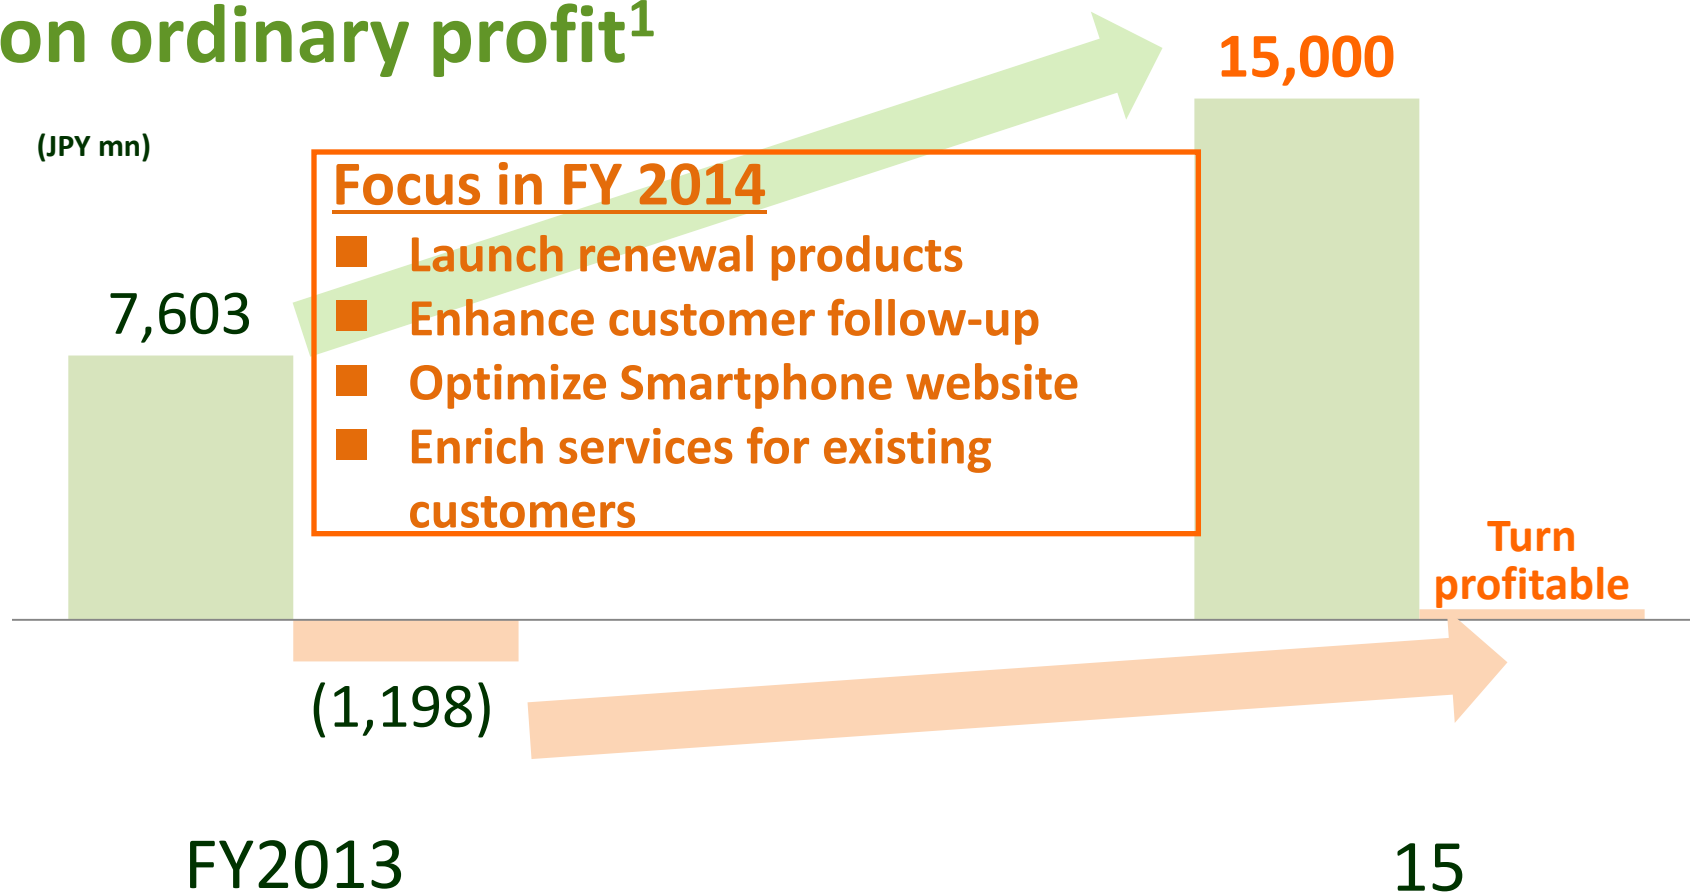 on ordinary profit¹
15,000
(JPY mn)
Focus in FY 2014
■ Launch renewal products
■ Enhance customer follow-up
■ Optimize Smartphone website
■ Enrich services for existing
customers
7,603
Turn
profitable
(1,198)
FY2013
15